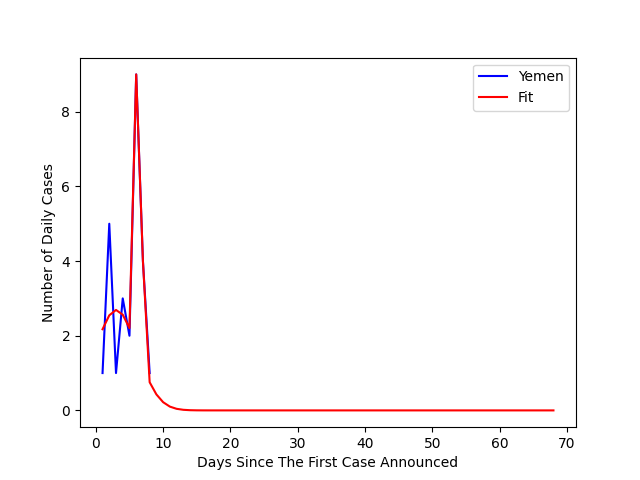 Yemen
Fit
Number of Daily Cases
8
6
4
2
0
0 10 20 30 40 50 60 70
Days Since The First Case Announced